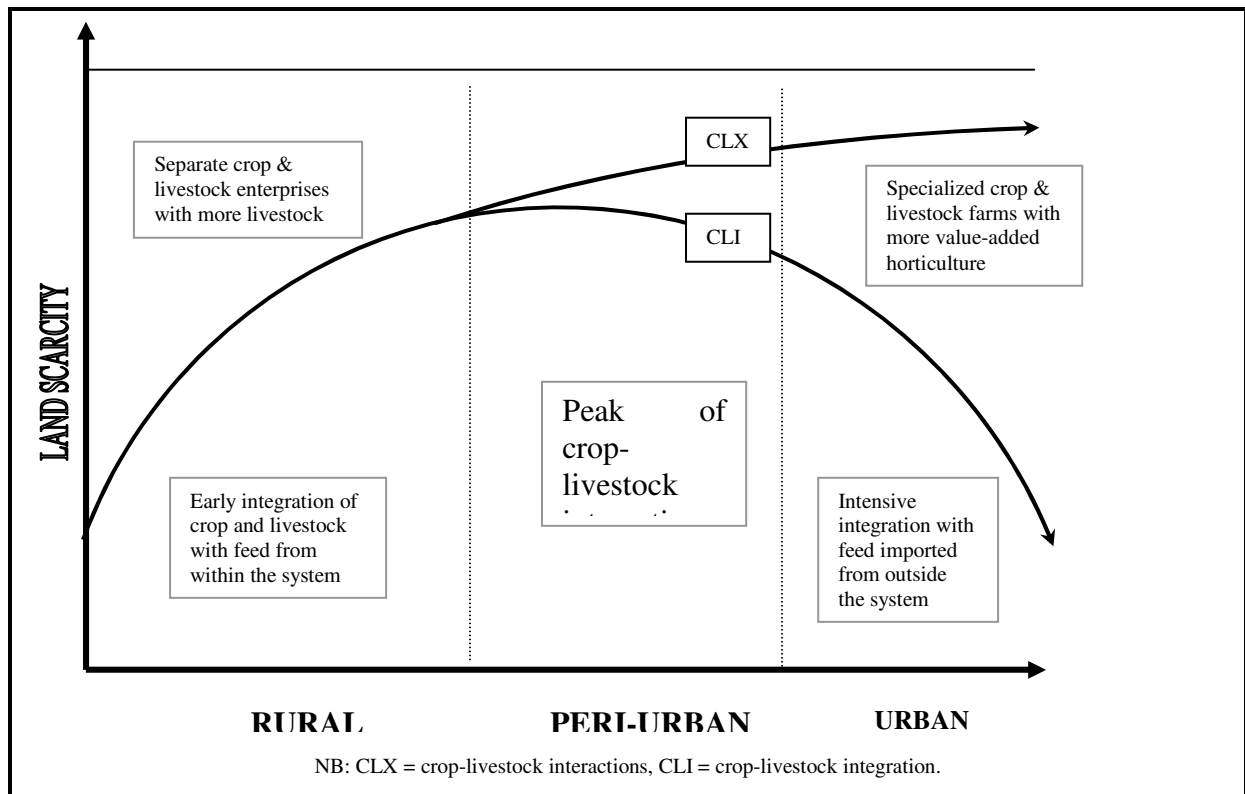 LAND SCARCITY
Separate crop &
livestock enterprises
with more livestock
CLX
CLI
Specialized crop &
livestock farms with
more value-added
horticulture
Early integration of
crop and livestock
with feed from
within the system
Peak of
crop-
livestock
Intensive
integration with
feed imported
from outside
the system
RURAL
PERI-URBAN
URBAN
NB: CLX = crop-livestock interactions, CLI = crop-livestock integration.